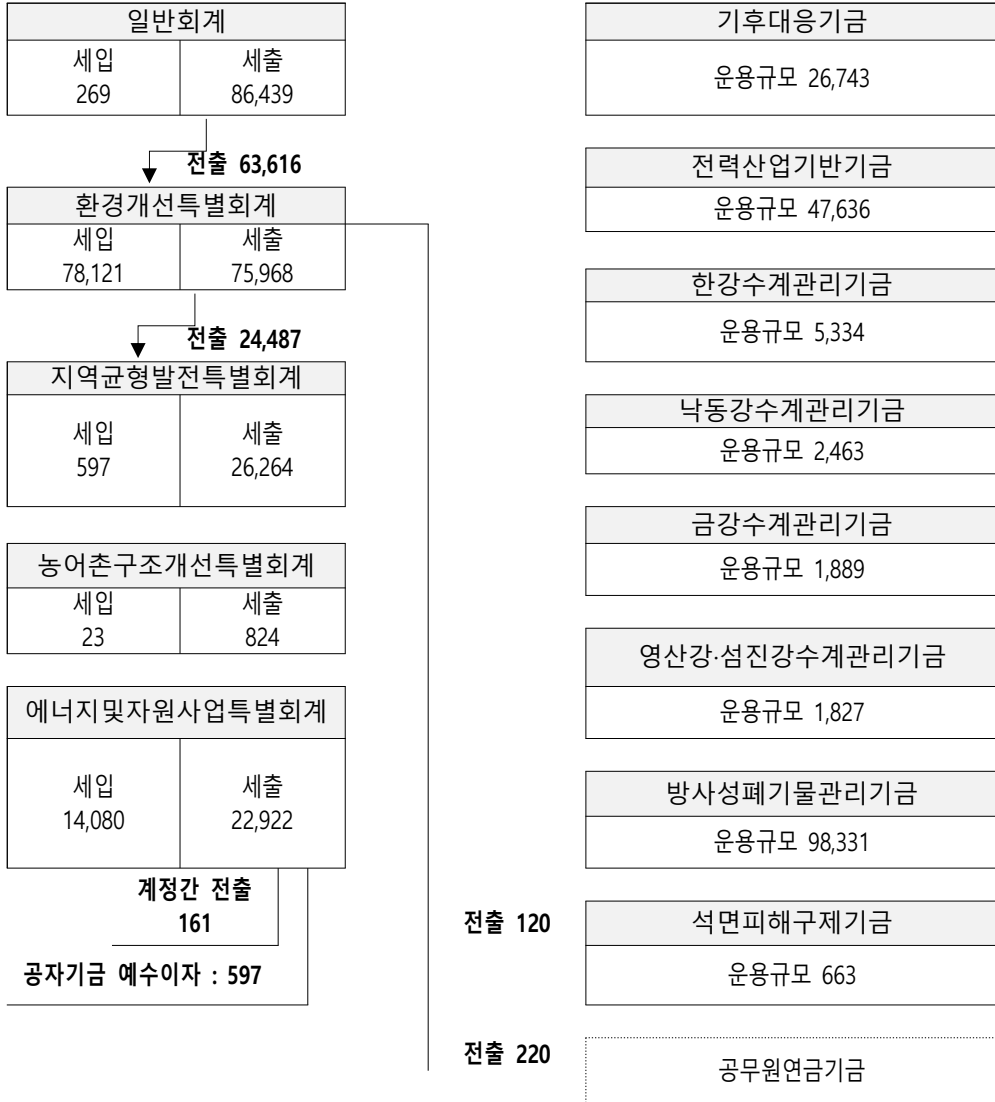 일반회계
세입 세출
269 86,439
전출 63,616
환경개선특별회계
세입 세출
78,121 75,968
전출 24,487
지역균형발전특별회계
세입 세출
597 26,264
농어촌구조개선특별회계
세입 세출
23 824
에너지및자원사업특별회계
세입 세출
14,080 22,922
계정간 전출
161
공자기금 예수이자 : 597
전출 120
전출 220
기후대응기금
운용규모 26,743
전력산업기반기금
운용규모 47,636
한강수계관리기금
운용규모 5,334
낙동강수계관리기금
운용규모 2,463
금강수계관리기금
운용규모 1,889
영산강·섬진강수계관리기금
운용규모 1,827
방사성폐기물관리기금
운용규모 98,331
석면피해구제기금
운용규모 663
공무원연금기금